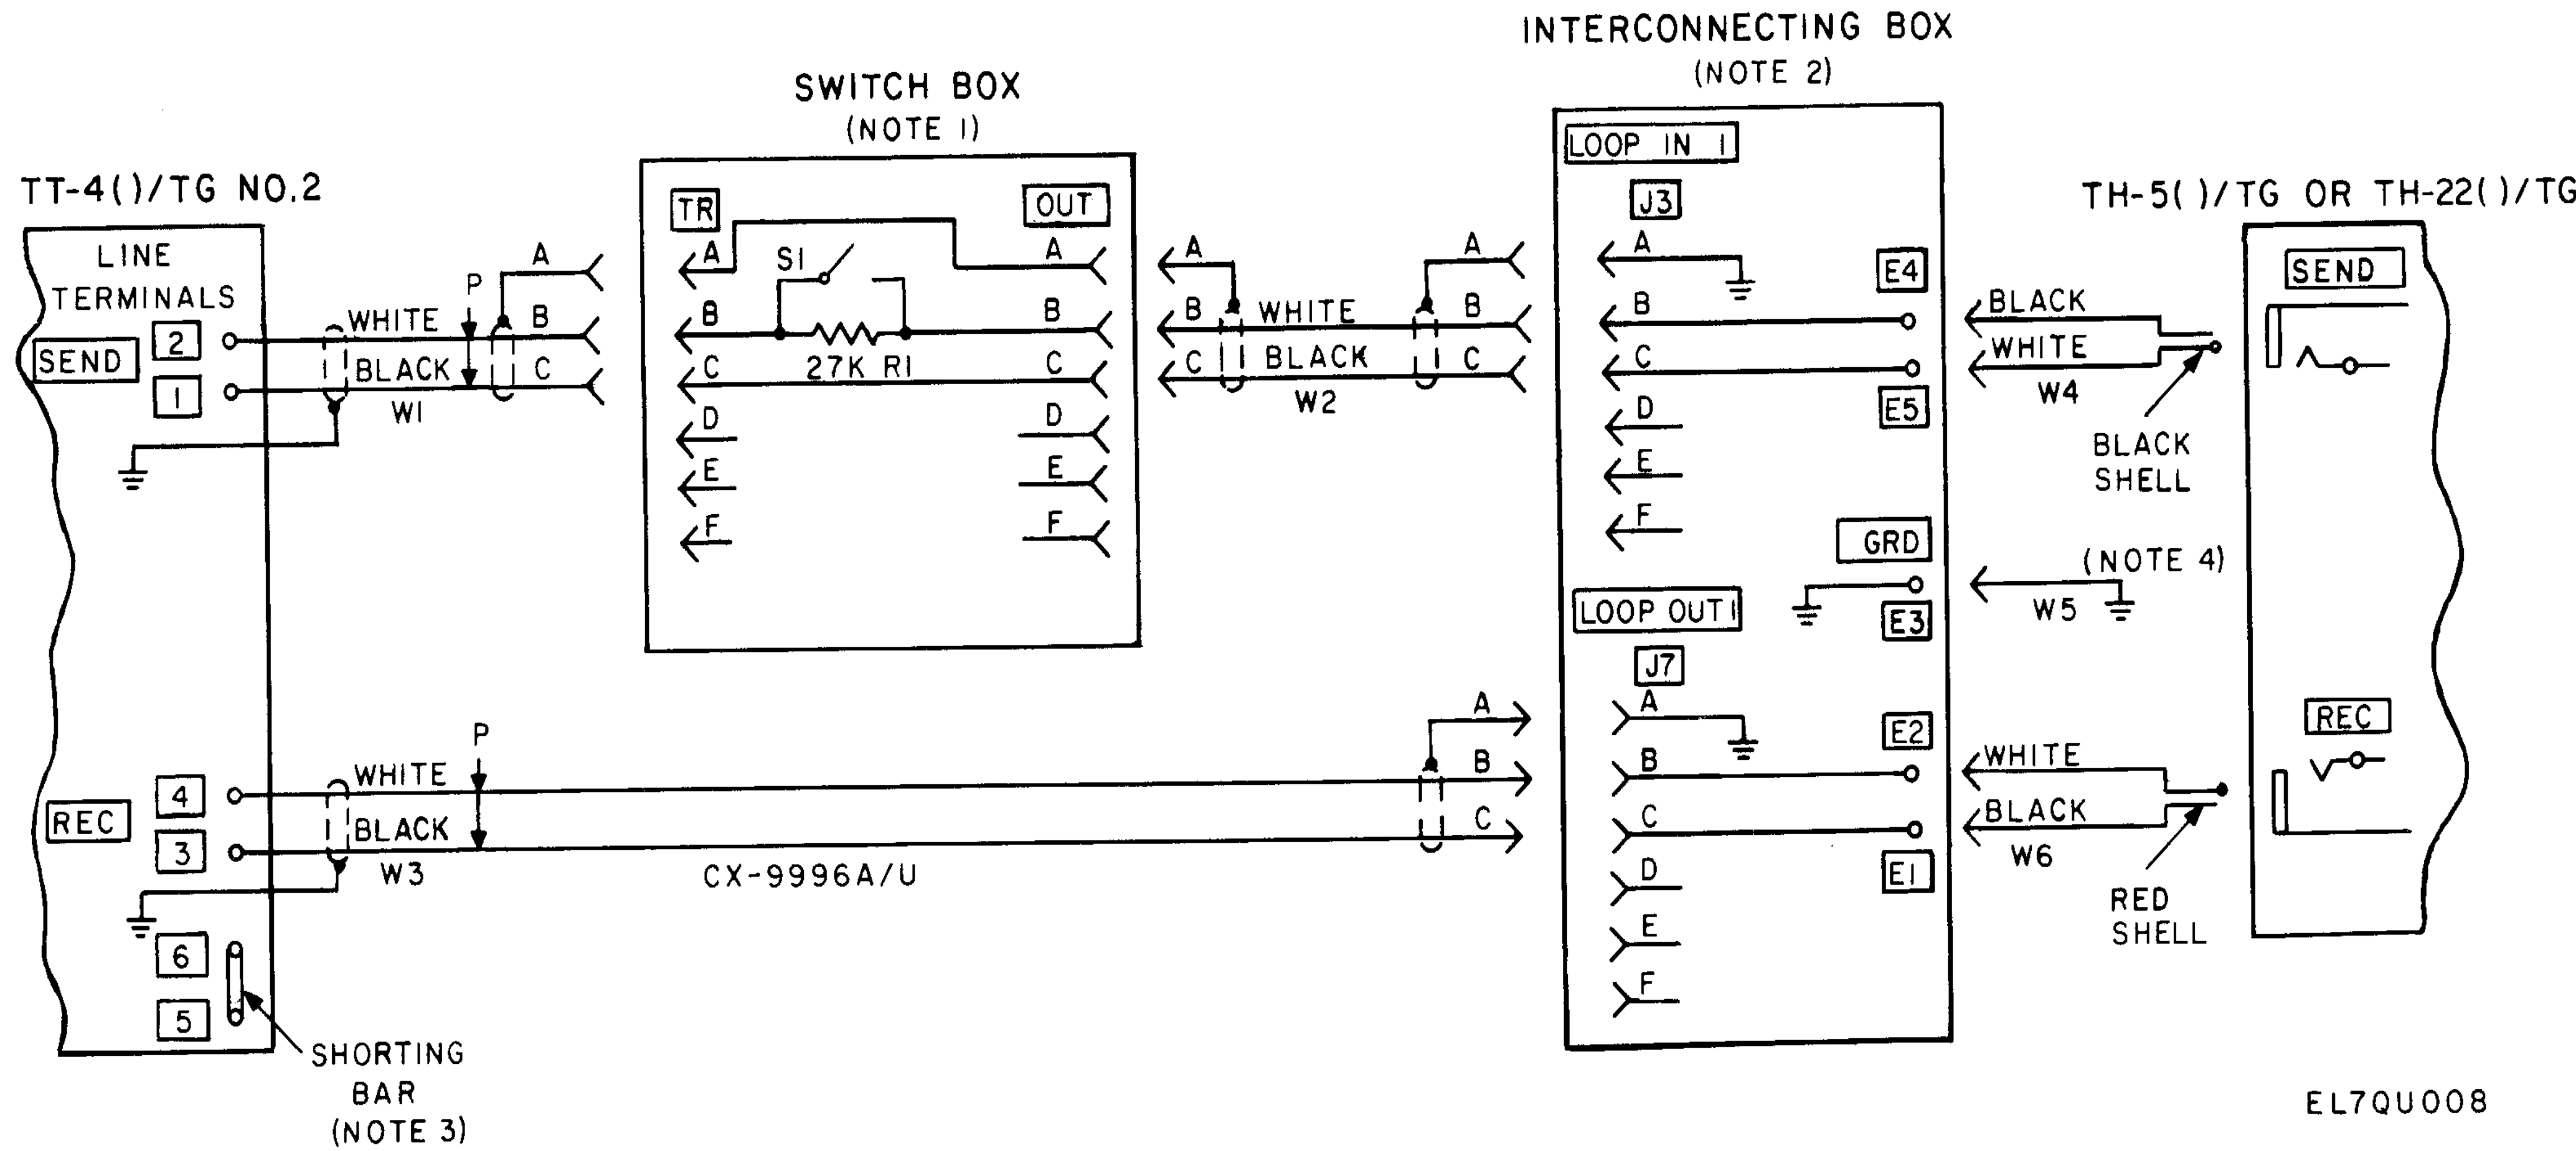 INTERCONNECTING BOX
(NOTE 2)
SWITCH BOX
(NOTE 1)
TT-4()/TG NO.2
TH-5( )/TG OR TH-22()/TG
LINE
TERMINALS
SEND
2
1
WHITE
BLACK
W1
P
A
B
C
TR
OUT
A
B
C
D
E
F
S1
27K R1
A
B
C
D
E
F
A
B
C
WHITE
BLACK
W2
A
B
C
LOOP IN 1
J3
A
B
C
D
E
F
E4
E5
GRD
E3
BLACK
WHITE
W4
BLACK
SHELL
SEND
(NOTE 4)
W5
LOOP OUT 1
J7
A
B
C
D
E
F
E2
E1
WHITE
BLACK
W6
RED
SHELL
REC
REC
4
3
WHITE
BLACK
W3
P
CX-9996A/U
A
B
C
6
5
SHORTING
BAR
(NOTE 3)
EL7QU008